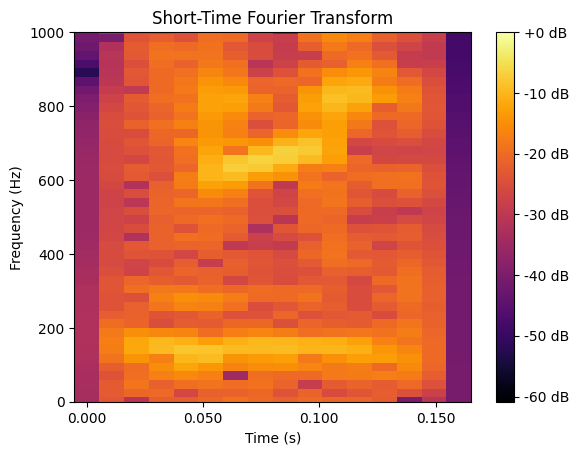 Short-Time Fourier Transform
Frequency (Hz)
1000
800
600
400
200
0
0.000
0.050
0.100
0.150
Time (s)
+0 dB
-10 dB
-20 dB
-30 dB
-40 dB
-50 dB
-60 dB